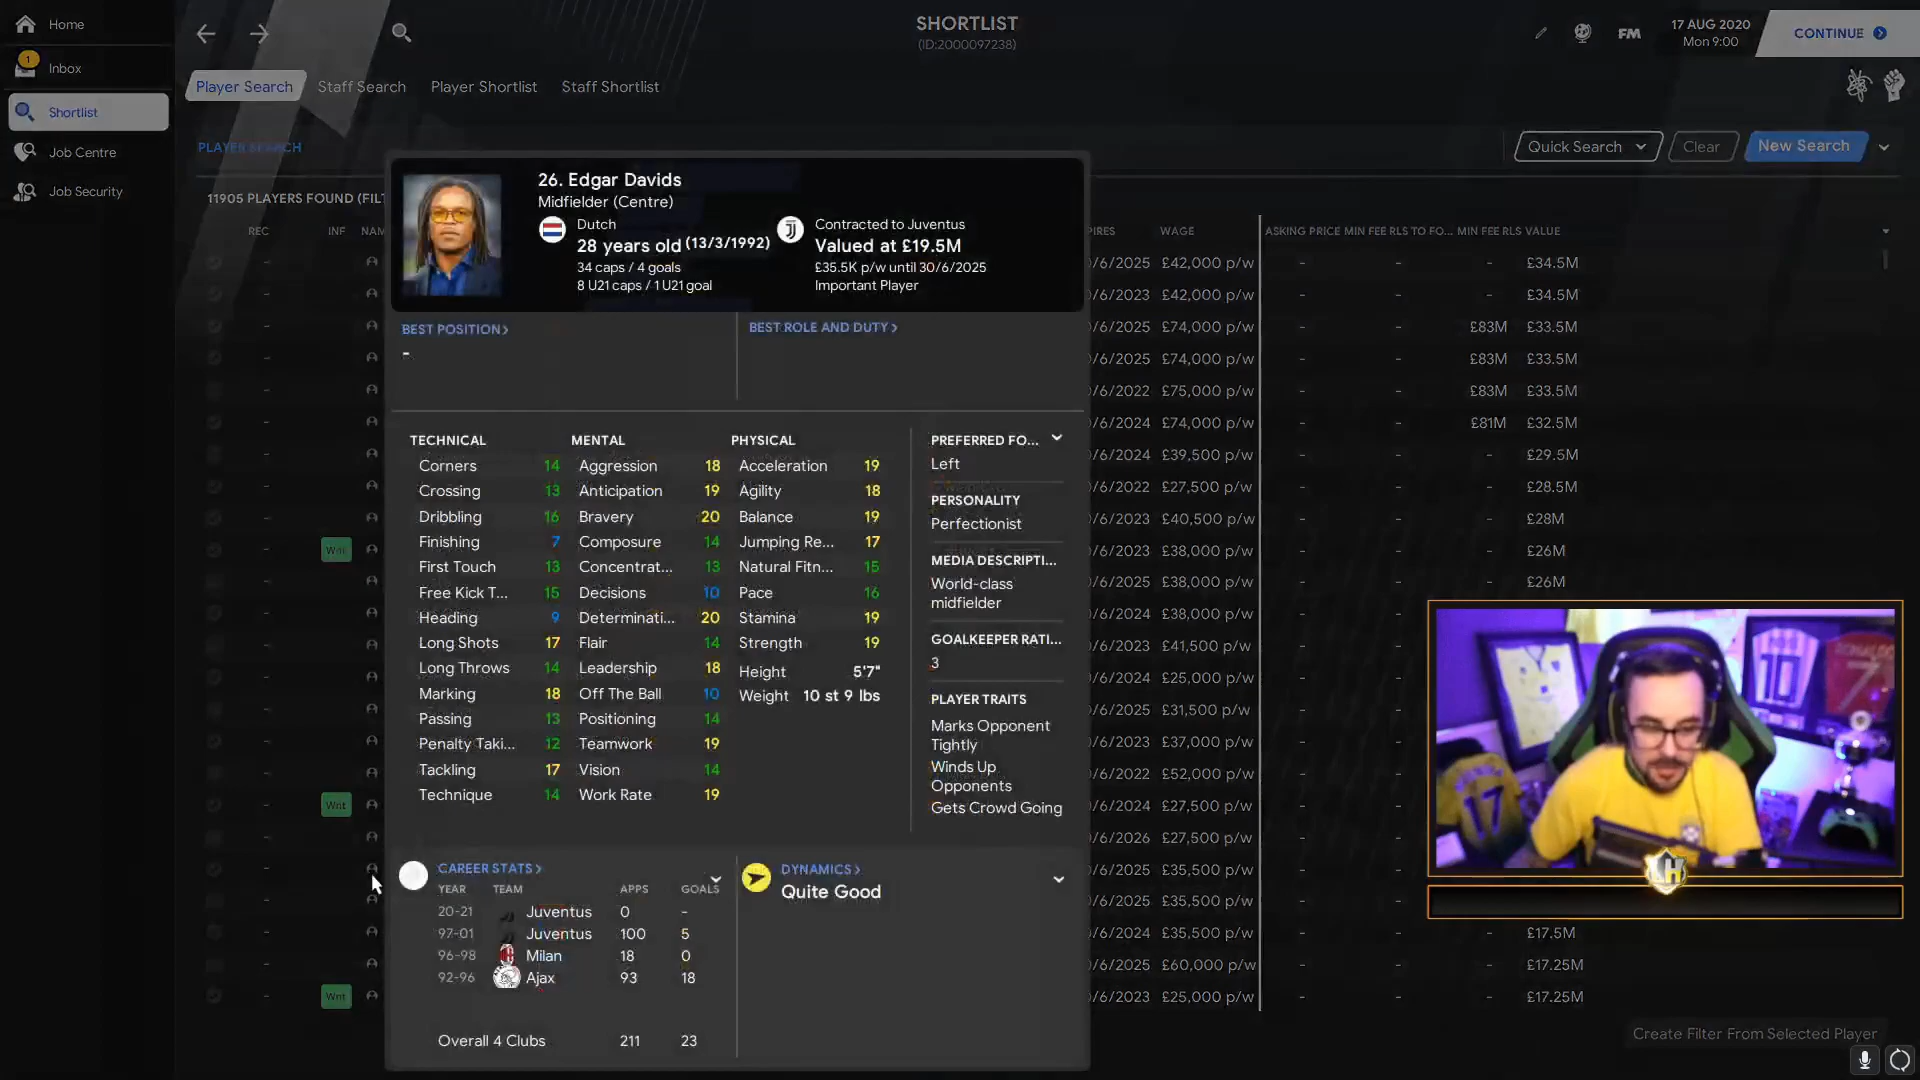 Home
Inbox
1
Shortlist
Job Centre
Job Security
SHORTLIST
(ID:2000097238)
FM
17 AUG 2020
Mon 9:00
CONTINUE
Player Search
Staff Search
Player Shortlist
Staff Shortlist
PLAYER SEARCH
Quick Search
Clear
New Search
11905 PLAYERS FOUND (FILT
REC INF NAM
PIRES WAGE ASKING PRICE MIN FEE RLS TO FO... MIN FEE RLS VALUE
26. Edgar Davids
Midfielder (Centre)
Dutch
28 years old (13/3/1992)
34 caps / 4 goals
8 U21 caps / 1 U21 goal
Contracted to Juventus
Valued at £19.5M
£35.5K p/w until 30/6/2025
Important Player
BEST POSITION>
-
BEST ROLE AND DUTY >
TECHNICAL
Corners 14
Crossing 13
Dribbling 16
Finishing 7
First Touch 13
Free Kick T... 15
Heading 9
Long Shots 17
Long Throws 14
Marking 18
Passing 13
Penalty Taki... 12
Tackling 17
Technique 14
MENTAL
Aggression 18
Anticipation 19
Bravery 20
Composure 14
Concentrat... 13
Decisions 10
Determinati... 20
Flair 14
Leadership 18
Off The Ball 10
Positioning 14
Teamwork 19
Vision 14
Work Rate 19
PHYSICAL
Acceleration 19
Agility 18
Balance 19
Jumping Re... 17
Natural Fitn... 15
Pace 16
Stamina 19
Strength 19
Height 5'7"
Weight 10 st 9 lbs
PREFERRED FO...
Left
PERSONALITY
Perfectionist
MEDIA DESCRIPTI...
World-class
midfielder
GOALKEEPER RATI...
3
PLAYER TRAITS
Marks Opponent
Tightly
Winds Up
Opponents
Gets Crowd Going
CAREER STATS >
YEAR TEAM APPS GOALS
20-21 Juventus 0 -
97-01 Juventus 100 5
96-98 Milan 18 0
92-96 Ajax 93 18
Overall 4 Clubs 211 23
DYNAMICS >
Quite Good
Wnt
Wnt
Wnt
/6/2025 £42,000 p/w - - - £34.5M
/6/2023 £42,000 p/w - - - £34.5M
/6/2025 £74,000 p/w - - £83M £33.5M
/6/2025 £74,000 p/w - - £83M £33.5M
/6/2022 £75,000 p/w - - £83M £33.5M
/6/2024 £74,000 p/w - - £81M £32.5M
/6/2024 £39,500 p/w - - - £29.5M
/6/2022 £27,500 p/w - - - £28.5M
/6/2023 £40,500 p/w - - - £28M
/6/2023 £38,000 p/w - - - £26M
/6/2025 £38,000 p/w - - - £26M
/6/2024 £38,000 p/w -
/6/2023 £41,500 p/w -
/6/2024 £25,000 p/w -
/6/2025 £31,500 p/w -
/6/2023 £37,000 p/w -
/6/2022 £52,000 p/w -
/6/2024 £27,500 p/w -
/6/2026 £27,500 p/w -
/6/2025 £35,500 p/w -
/6/2025 £35,500 p/w -
/6/2024 £35,500 p/w - - - £17.5M
/6/2025 £60,000 p/w - - - £17.25M
/6/2023 £25,000 p/w - - - £17.25M
10
RONALDO
7
17
LH
Create Filter From Selected Player